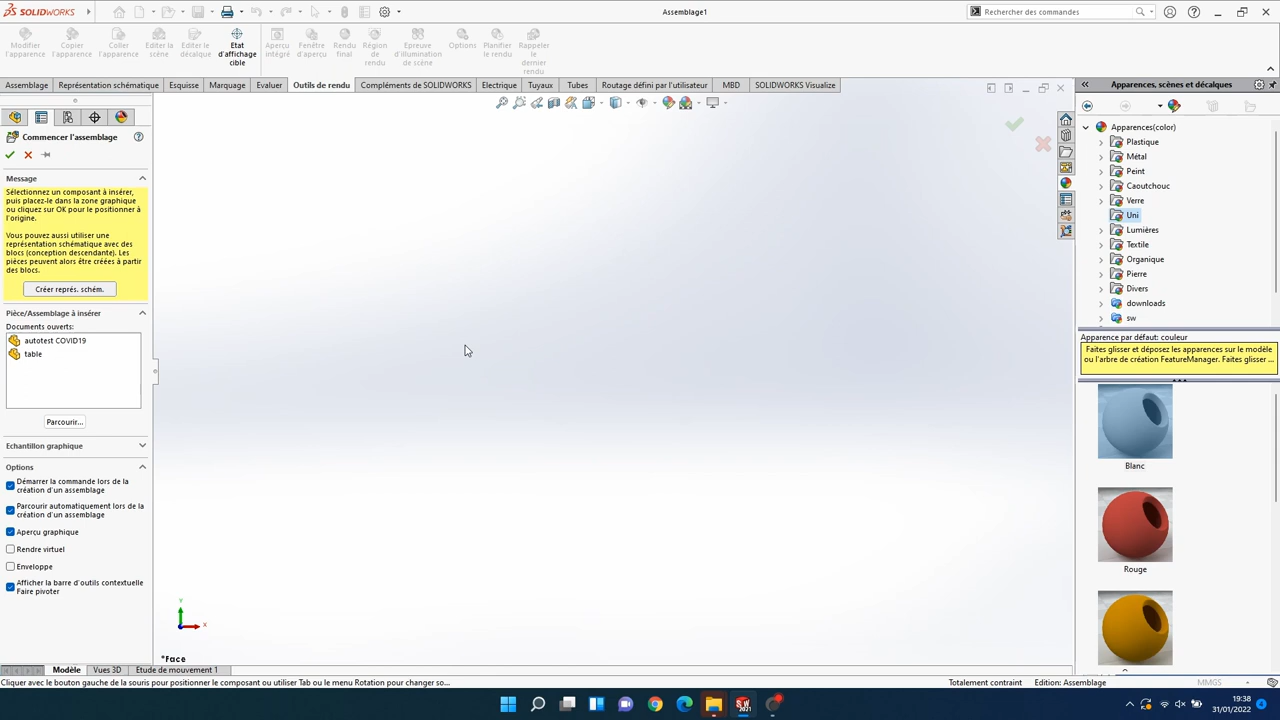 SOLIDWORKS
Assemblage1
Rechercher des commandes
Modifier l'apparence
Copier l'apparence
Coller l'apparence
Editer la scène
Editer le décalque
Etat d'affichage cible
Aperçu intégré
Fenêtre d'aperçu
Rendu final
Région de rendu
Epreuve d'illumination de scène
Options
Planifier le rendu
Rappeler le dernier rendu
Assemblage
Représentation schématique
Esquisse
Marquage
Evaluer
Outils de rendu
Compléments de SOLIDWORKS
Electrique
Tuyaux
Tubes
Routage défini par l'utilisateur
MBD
SOLIDWORKS Visualize
Commencer l'assemblage
Message
Sélectionnez un composant à insérer,
puis placez-le dans la zone graphique
ou cliquez sur OK pour le positionner à
l'origine.
Vous pouvez aussi utiliser une
représentation schématique avec des
blocs (conception descendante). Les
pièces peuvent alors être créées à partir
des blocs.
Créer représ. schém.
Pièce/Assemblage à insérer
Documents ouverts:
autotest COVID19
table
Parcourir...
Echantillon graphique
Options
Démarrer la commande lors de la
création d'un assemblage
Parcourir automatiquement lors de la
création d'un assemblage
Aperçu graphique
Rendre virtuel
Enveloppe
Afficher la barre d'outils contextuelle
Faire pivoter
Y
X
*Face
Apparences, scènes et décalques
Apparences(color)
Plastique
Métal
Peint
Caoutchouc
Verre
Uni
Lumières
Textile
Organique
Pierre
Divers
downloads
sw
Apparence par défaut: couleur
Faites glisser et déposez les apparences sur le modèle
ou l'arbre de création FeatureManager. Faites glisser ...
Blanc
Rouge
Modèle
Vues 3D
Etude de mouvement 1
Cliquer avec le bouton gauche de la souris pour positionner le composant ou utiliser Tab ou le menu Rotation pour changer so...
Totalement contraint
Edition: Assemblage
MMGS
SW
2021
19:38
31/01/2022